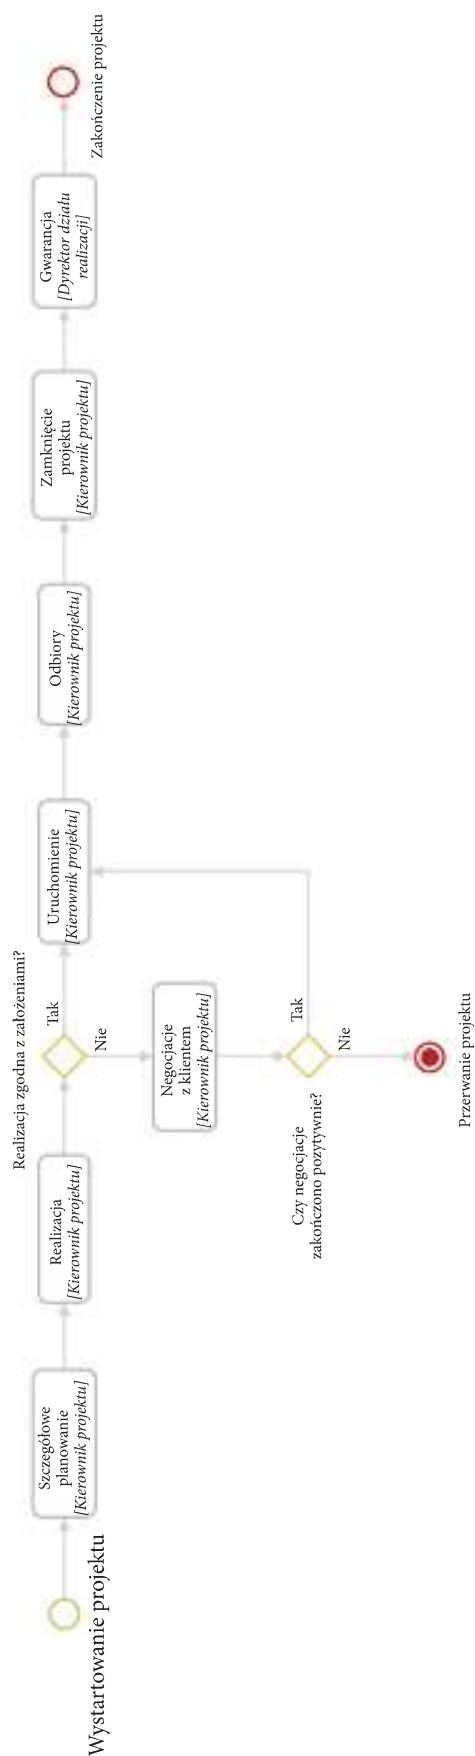 Wystartowanie projektu
Szczegółowe
planowanie
[Kierownik projektu]
Realizacja
[Kierownik projektu]
Realizacja zgodna z założeniami?
Tak
Nie
Negocjacje
z klientem
[Kierownik projektu]
Czy negocjacje
zakończono pozytywnie?
Tak
Nie
Przerwanie projektu
Uruchomienie
[Kierownik projektu]
Odbiory
[Kierownik projektu]
Zamknięcie
projektu
[Kierownik projektu]
Gwarancja
[Dyrektor działu
realizacji]
Zakończenie projektu